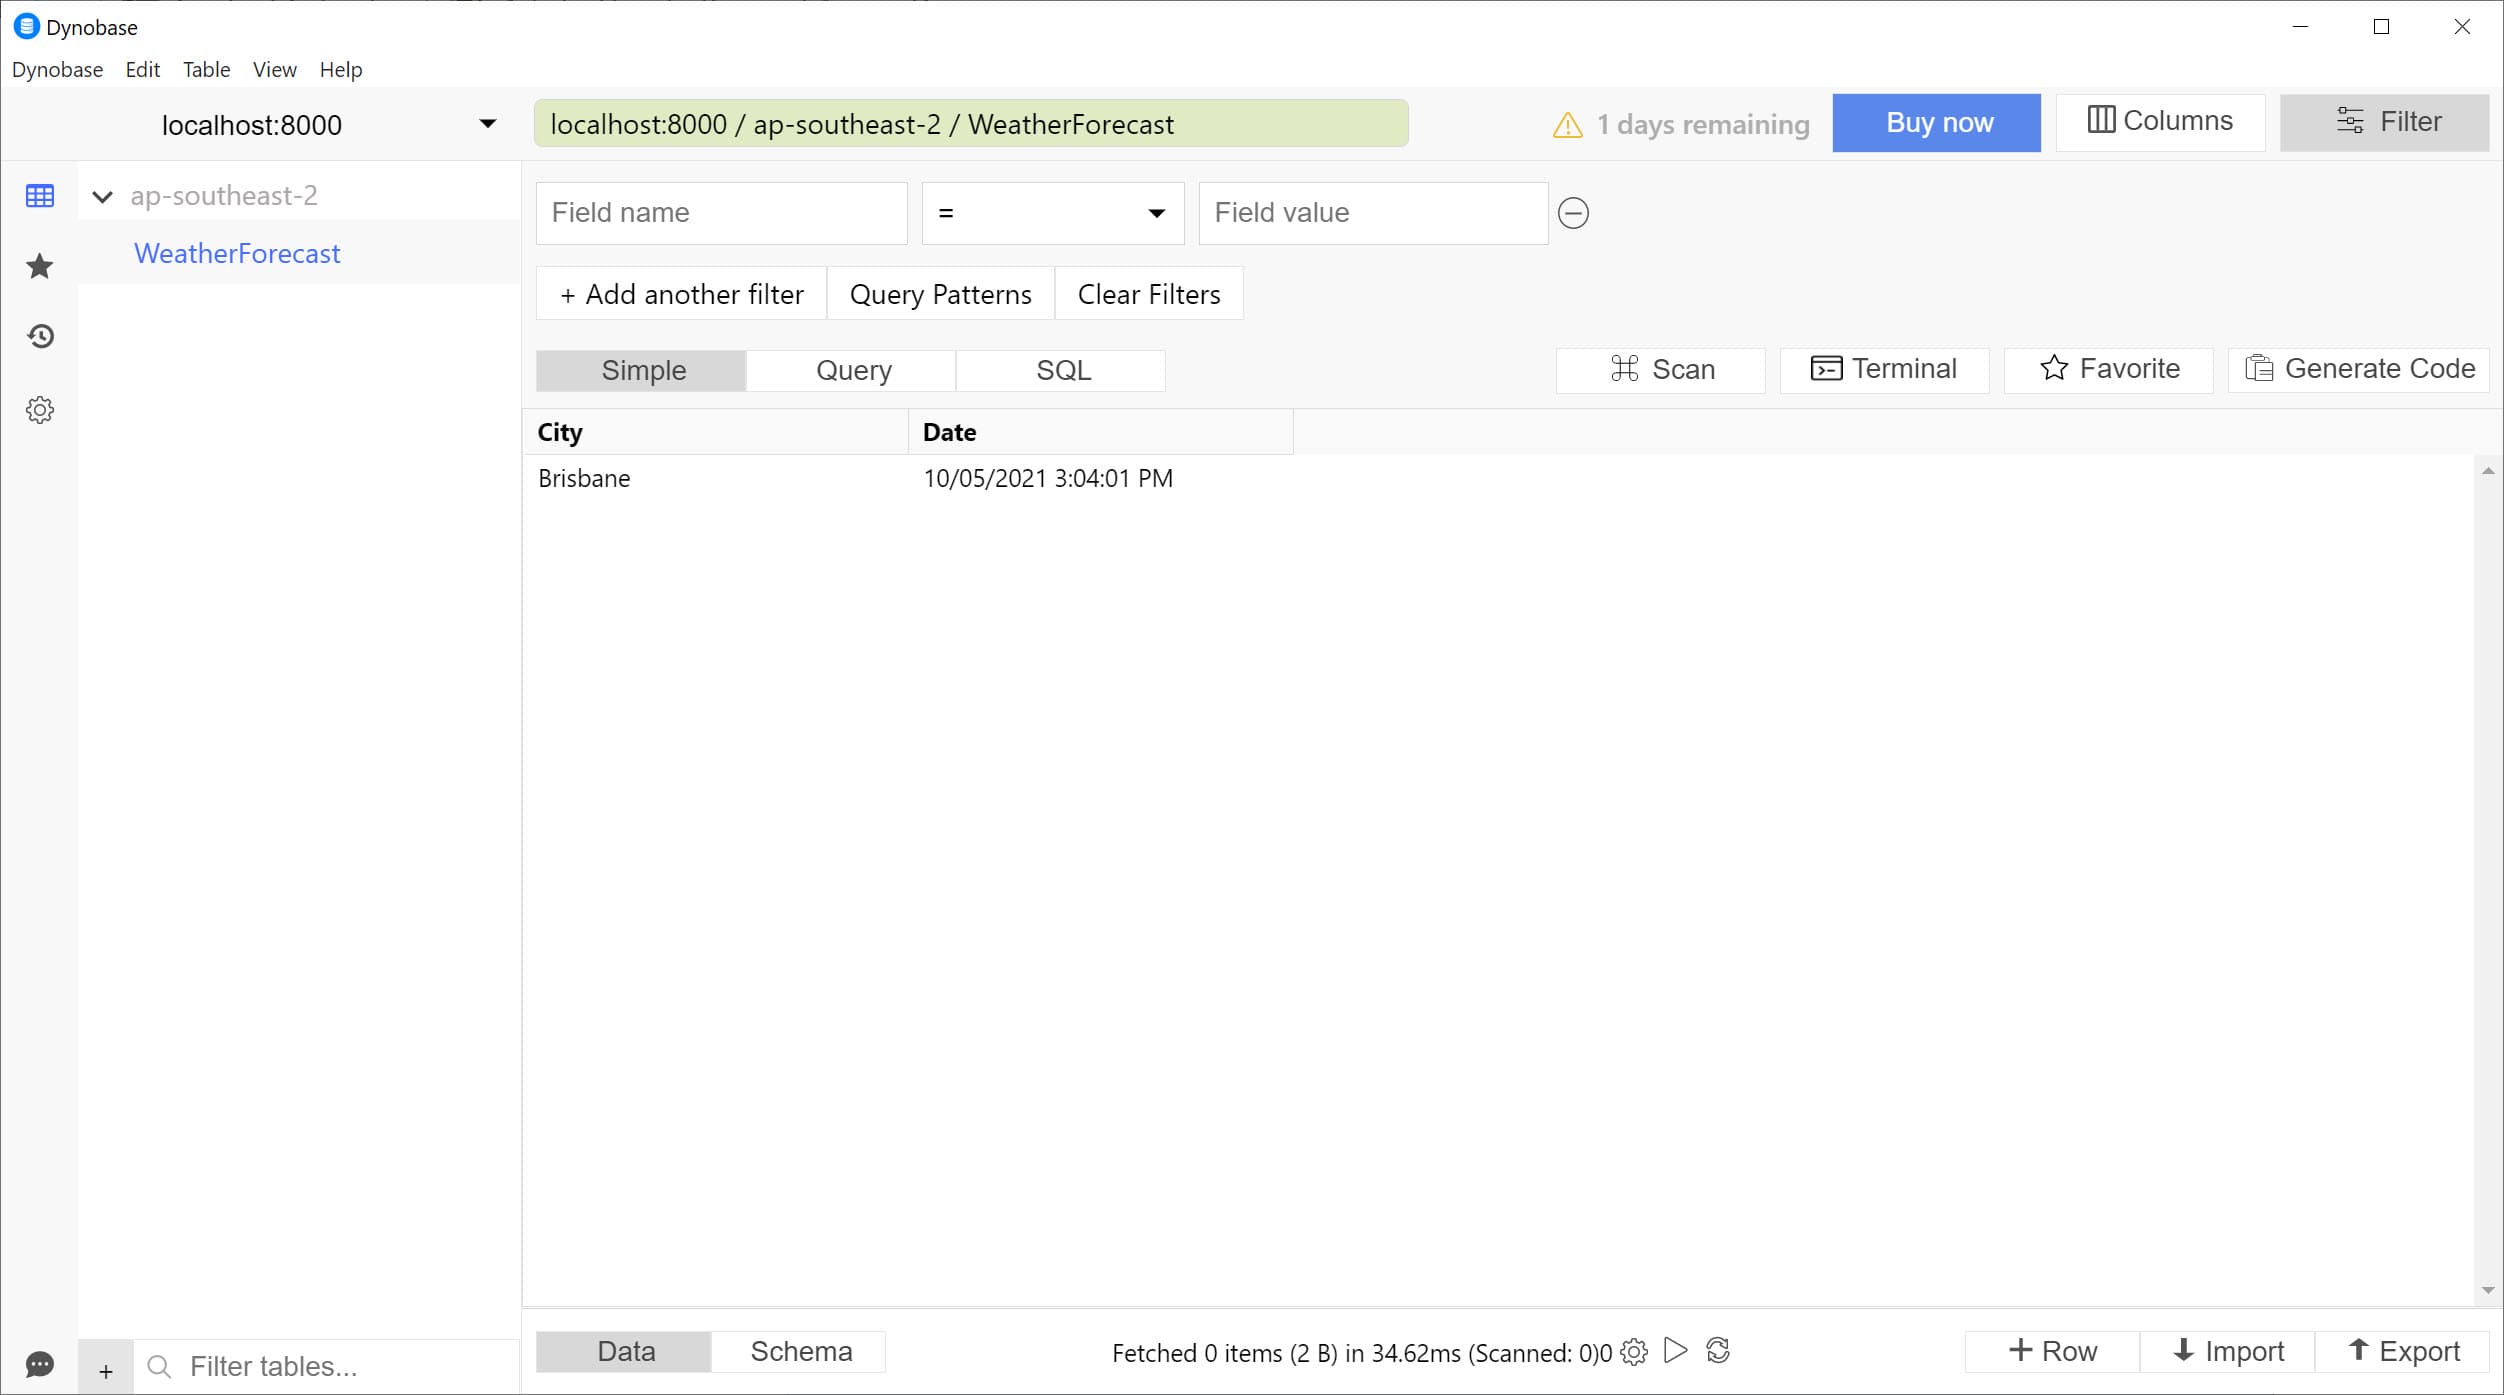 Dynobase
Dynobase Edit Table View Help
localhost:8000
localhost:8000 / ap-southeast-2 / WeatherForecast
1 days remaining
Buy now
Columns
Filter
ap-southeast-2
WeatherForecast
Field name
=
Field value
+ Add another filter
Query Patterns
Clear Filters
Simple
Query
SQL
Scan
Terminal
Favorite
Generate Code
City Date
Brisbane 10/05/2021 3:04:01 PM
+
Filter tables...
Data
Schema
Fetched 0 items (2 B) in 34.62ms (Scanned: 0)0
Row
Import
Export